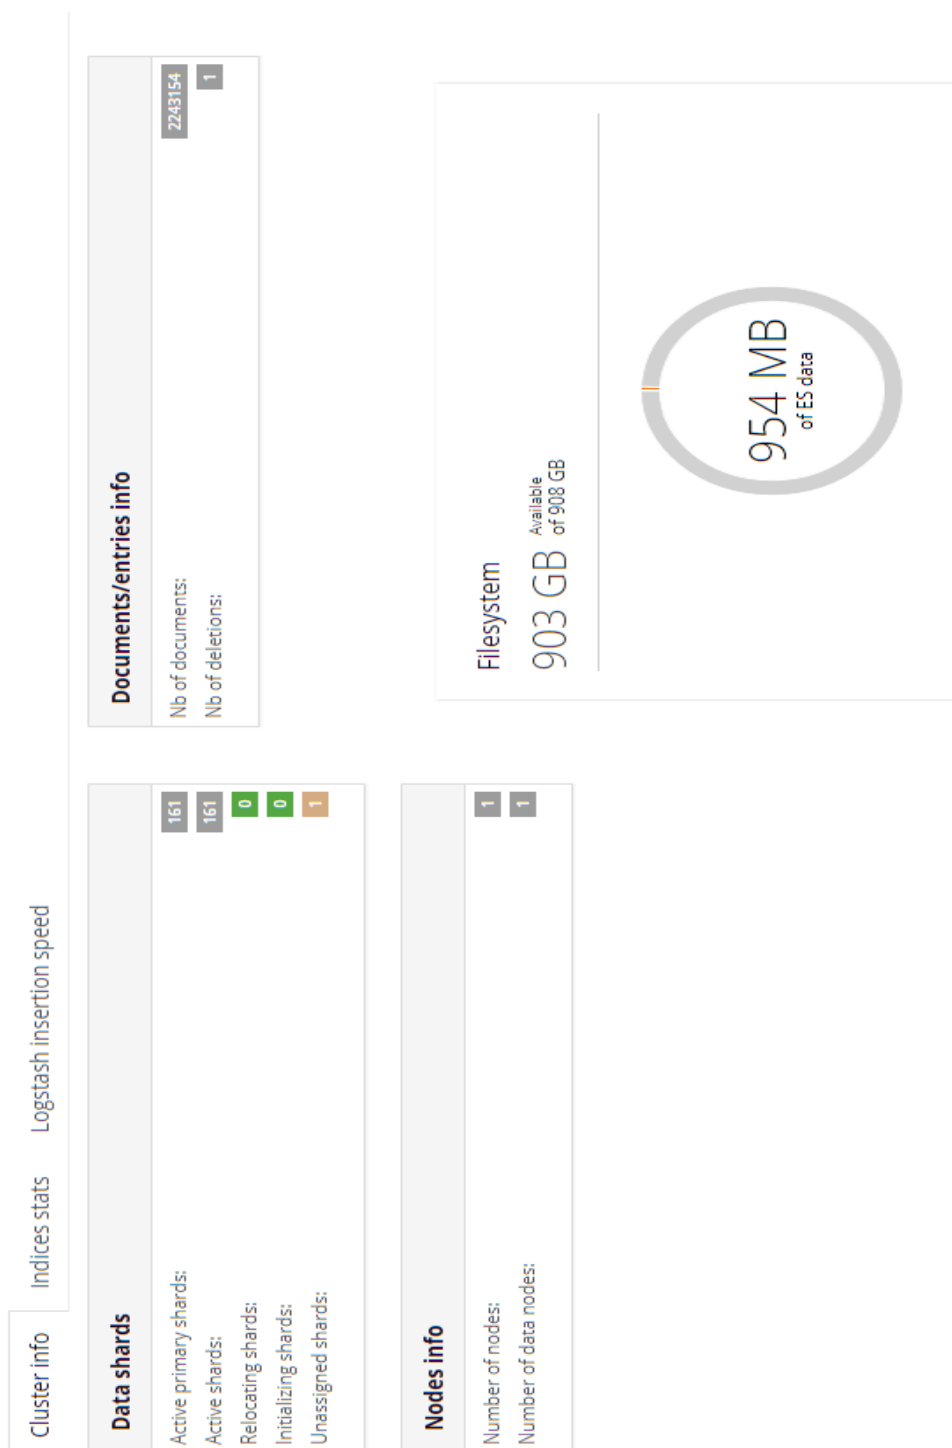 Cluster info Indices stats Logstash insertion speed
Data shards
Active primary shards: 161
Active shards: 161
Relocating shards: 0
Initializing shards: 0
Unassigned shards: 1
Nodes info
Number of nodes: 1
Number of data nodes: 1
Documents/entries info
Nb of documents: 2243154
Nb of deletions: 1
Filesystem
903 GB Available
of 908 GB
954 MB
of ES data